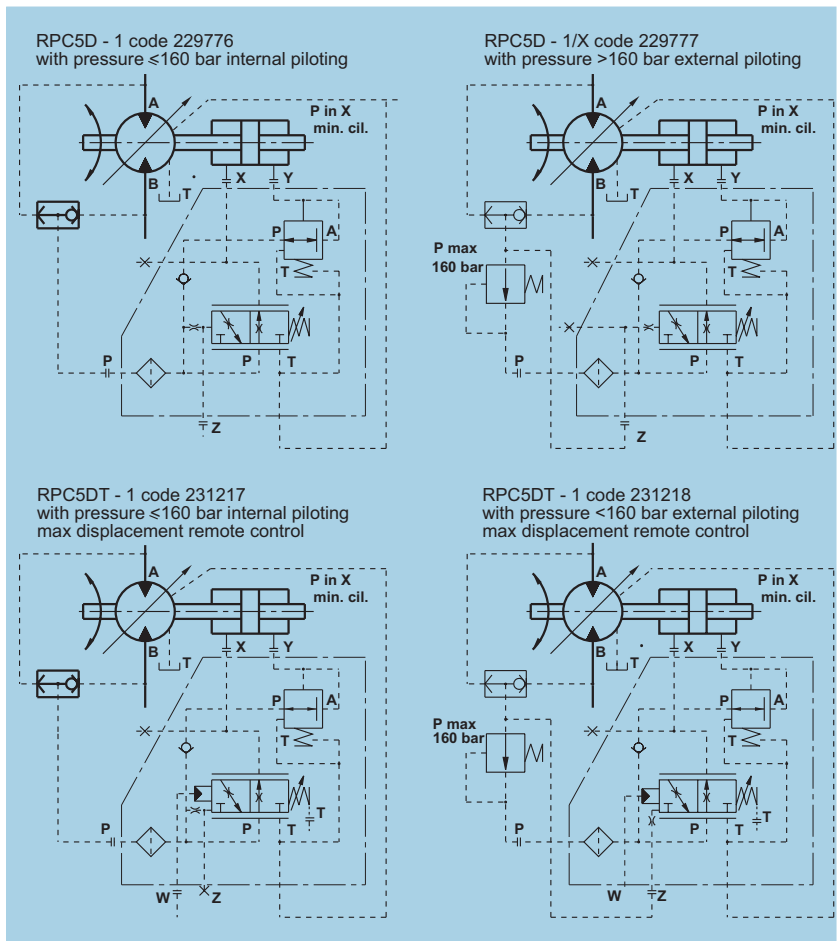 RPC5D - 1 code 229776
with pressure ⩽160 bar internal piloting
A
P in X
min. cil.
B
T
X
Y
P
A
T
P
P
T
Z
RPC5D - 1/X code 229777
with pressure >160 bar external piloting
A
P in X
min. cil.
B
T
X
Y
P
A
P max
160 bar
T
P
P
T
Z
RPC5DT - 1 code 231217
with pressure ⩽160 bar internal piloting
max displacement remote control
A
P in X
min. cil.
B
T
X
Y
P
A
T
T
P
P
T
W
Z
RPC5DT - 1 code 231218
with pressure <160 bar external piloting
max displacement remote control
A
P in X
min. cil.
B
T
X
Y
P
A
P max
160 bar
T
T
P
P
T
W
Z